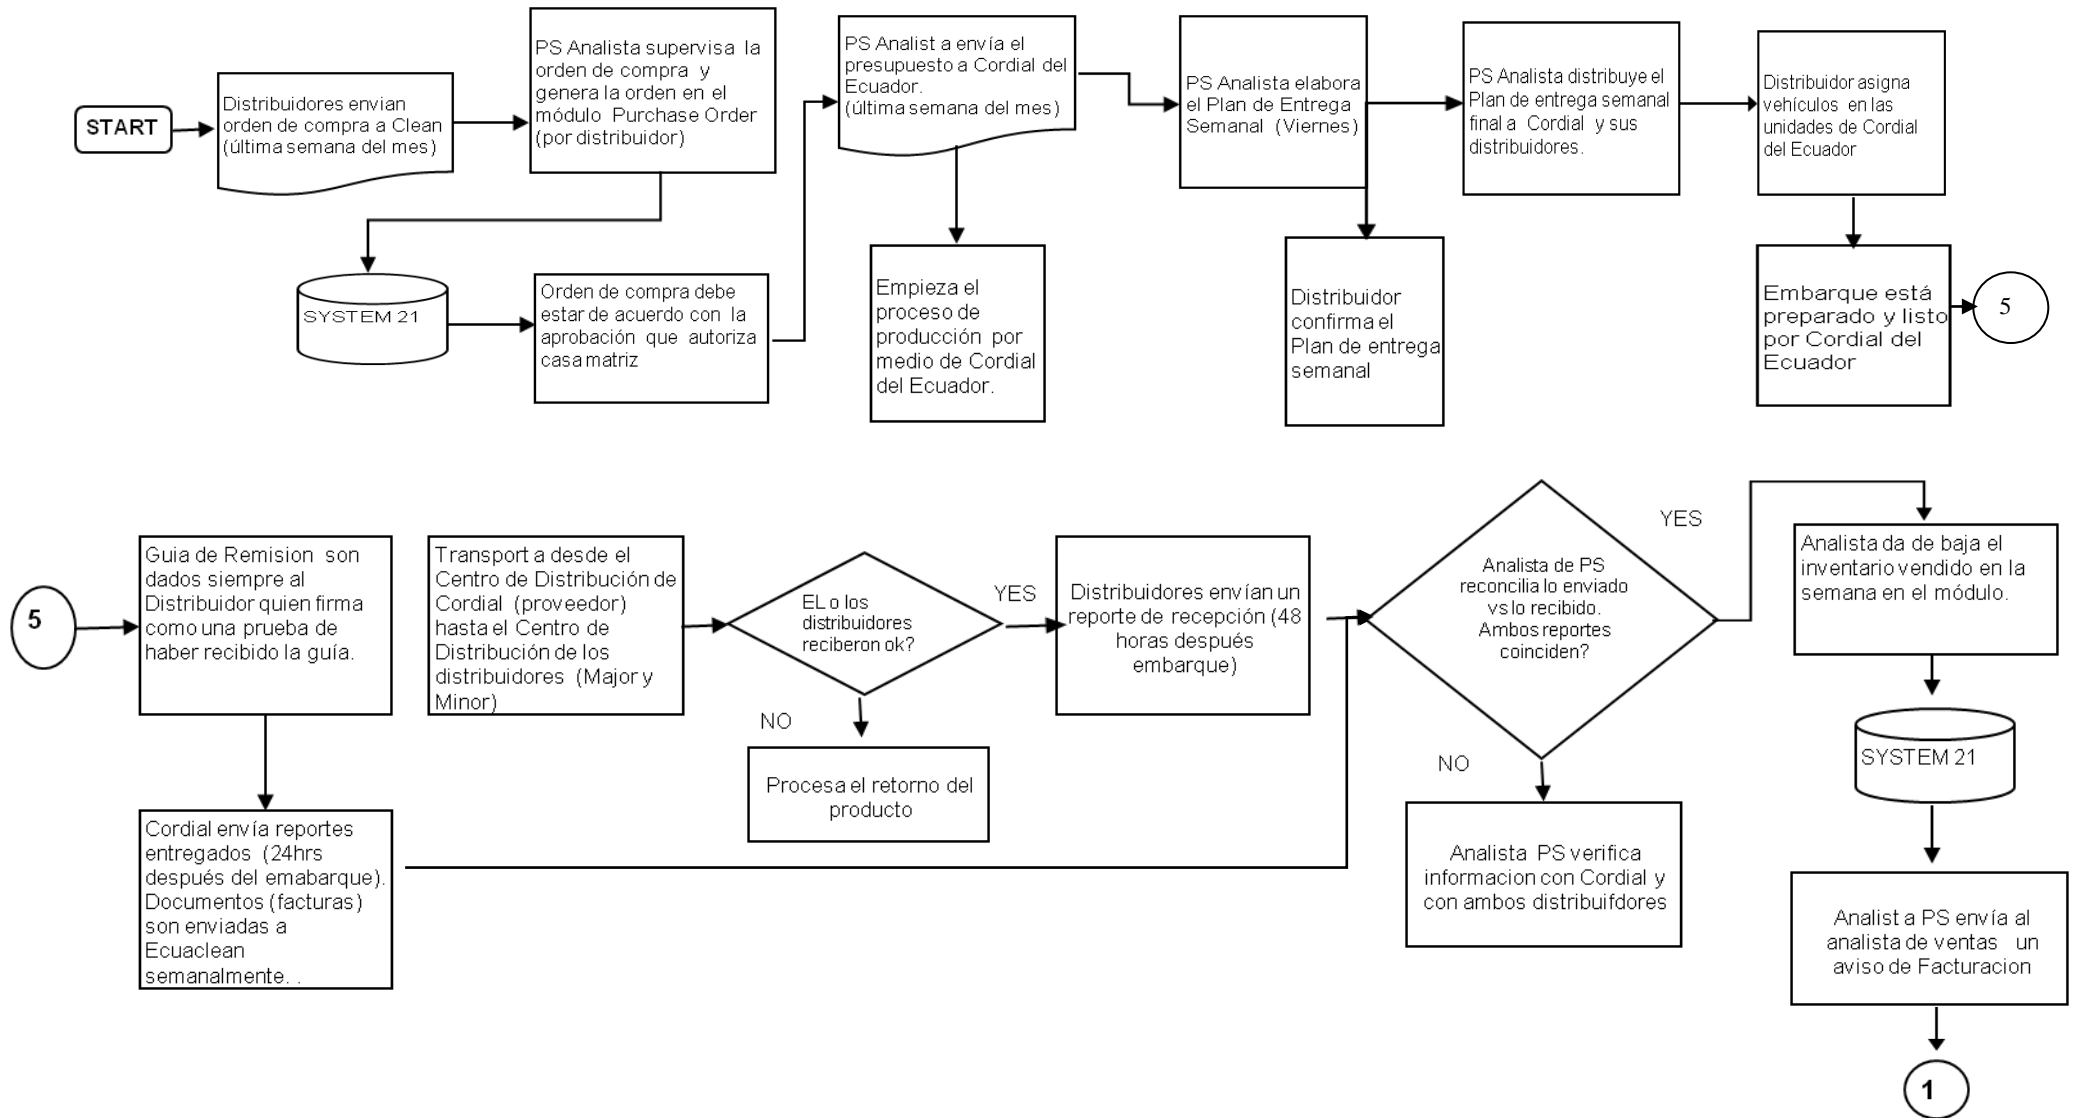 START
Distribuidores envian
orden de compra a Clean
(última semana del mes)
PS Analista supervisa la
orden de compra y
genera la orden en el
módulo Purchase Order
(por distribuidor)
PS Analist a envía el
presupuesto a Cordial del
Ecuador.
(última semana del mes)
PS Analista elabora
el Plan de Entrega
Semanal (Viernes)
PS Analista distribuye el
Plan de entrega semanal
final a Cordial y sus
distribuidores.
Distribuidor asigna
vehículos en las
unidades de Cordial
del Ecuador
SYSTEM 21
Orden de compra debe
estar de acuerdo con la
aprobación que autoriza
casa matriz
Empieza el
proceso de
producción por
medio de Cordial
del Ecuador.
Distribuidor
confirma el
Plan de entrega
semanal
Embarque está
preparado y listo
por Cordial del
Ecuador
5
5
Guia de Remision son
dados siempre al
Distribuidor quien firma
como una prueba de
haber recibido la guía.
Transport a desde el
Centro de Distribución de
Cordial (proveedor)
hasta el Centro de
Distribución de los
distribuidores (Major y
Minor)
EL o los
distribuidores
reciberon ok?
YES
NO
Procesa el retorno del
producto
Distribuidores envían un
reporte de recepción (48
horas después
embarque)
Analista de PS
reconcilia lo enviado
vs lo recibido.
Ambos reportes
coinciden?
YES
NO
Analista da de baja el
inventario vendido en la
semana en el módulo.
SYSTEM 21
Cordial envía reportes
entregados (24hrs
después del emabarque).
Documentos (facturas)
son enviadas a
Ecuaclean
semanalmente. .
Analista PS verifica
informacion con Cordial y
con ambos distribuifdores
Analist a PS envía al
analista de ventas un
aviso de Facturacion
1